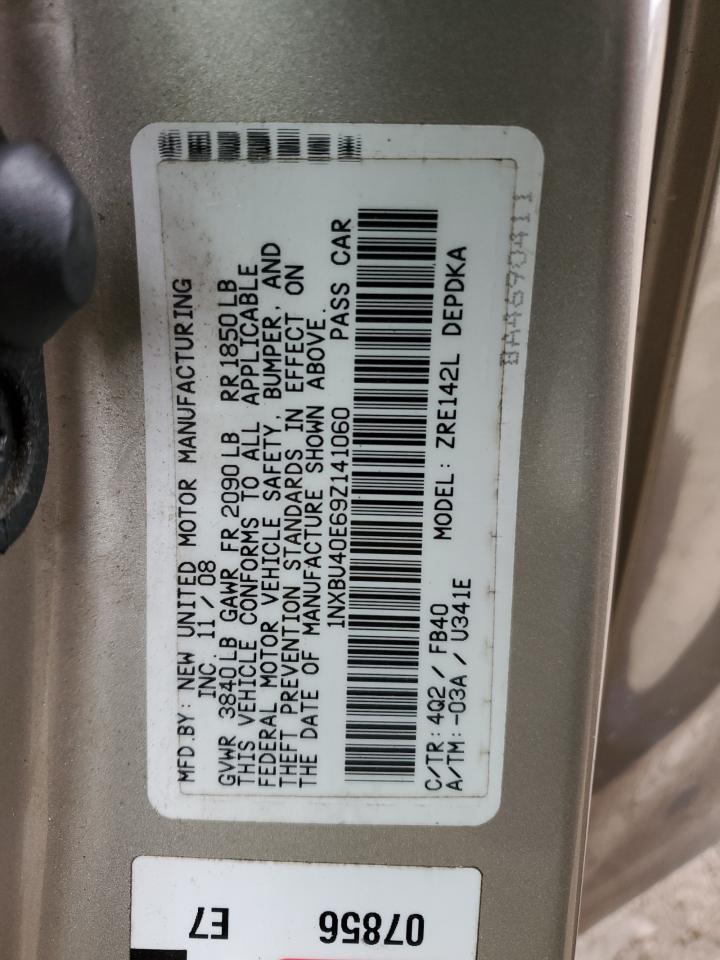 MFD.BY: NEW UNITED MOTOR MANUFACTURING
INC. 11 / 08
GVWR 3840 LB GAWR FR 2090 LB RR 1850 LB
THIS VEHICLE CONFORMS TO ALL APPLICABLE
FEDERAL MOTOR VEHICLE SAFETY, BUMPER, AND
THEFT PREVENTION STANDARDS IN EFFECT ON
THE DATE OF MANUFACTURE SHOWN ABOVE.
1NXBU40E69Z141060 PASS CAR
C/TR: 4Q2 / FB40 MODEL: ZRE142L DEPDKA
A/TM: -03A / U341E
8A4690411
07856
E7